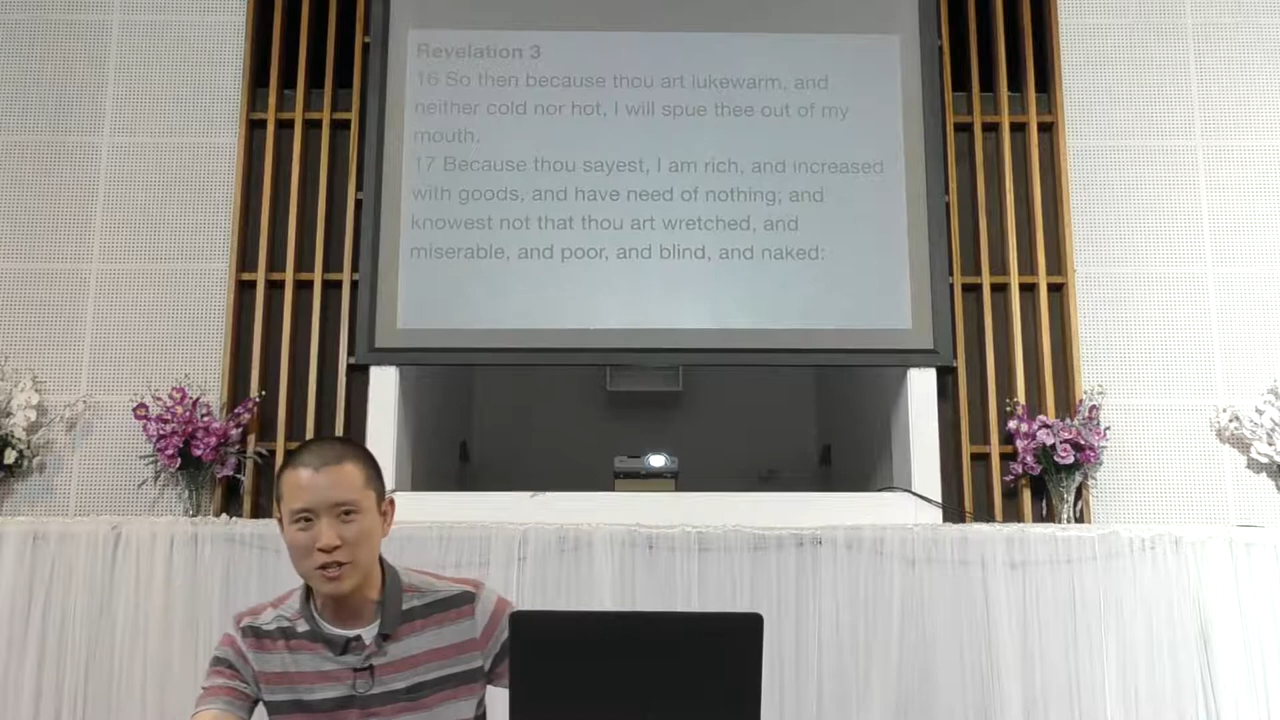 Revelation 3
16 So then because thou art lukewarm, and
neither cold nor hot, I will spue thee out of my
mouth.
17 Because thou sayest, I am rich, and increased
with goods, and have need of nothing; and
knowest not that thou art wretched, and
miserable, and poor, and blind, and naked: